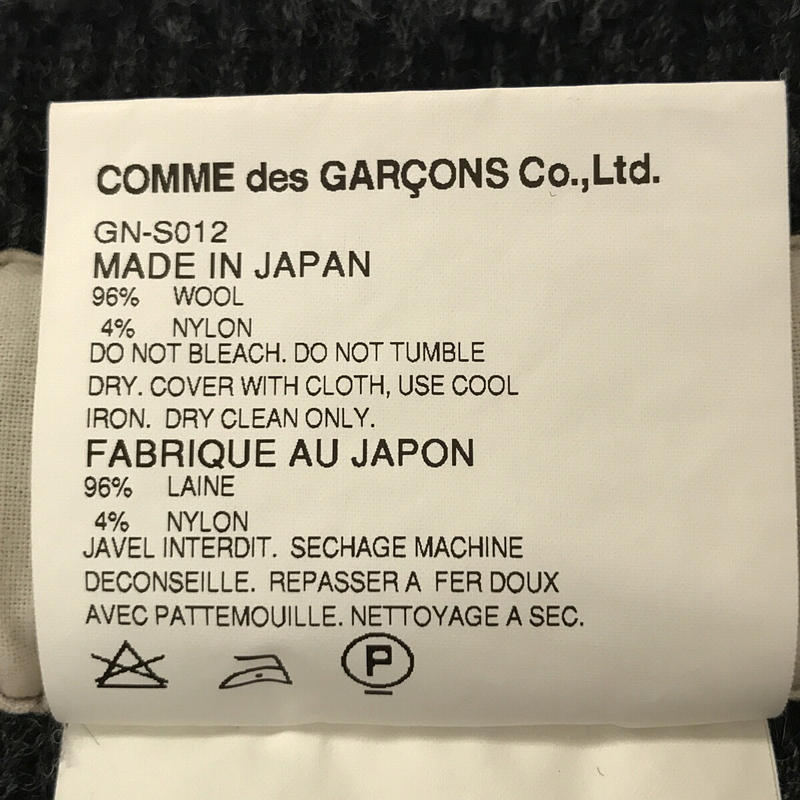 COMME des GARÇONS Co.,Ltd.
GN-S012
MADE IN JAPAN
96% WOOL
4% NYLON
DO NOT BLEACH. DO NOT TUMBLE
DRY. COVER WITH CLOTH, USE COOL
IRON. DRY CLEAN ONLY.
FABRIQUE AU JAPON
96% LAINE
4% NYLON
JAVEL INTERDIT. SECHAGE MACHINE
DECONSEILLE. REPASSER A FER DOUX
AVEC PATTEMOUILLE. NETTOYAGE A SEC.
P